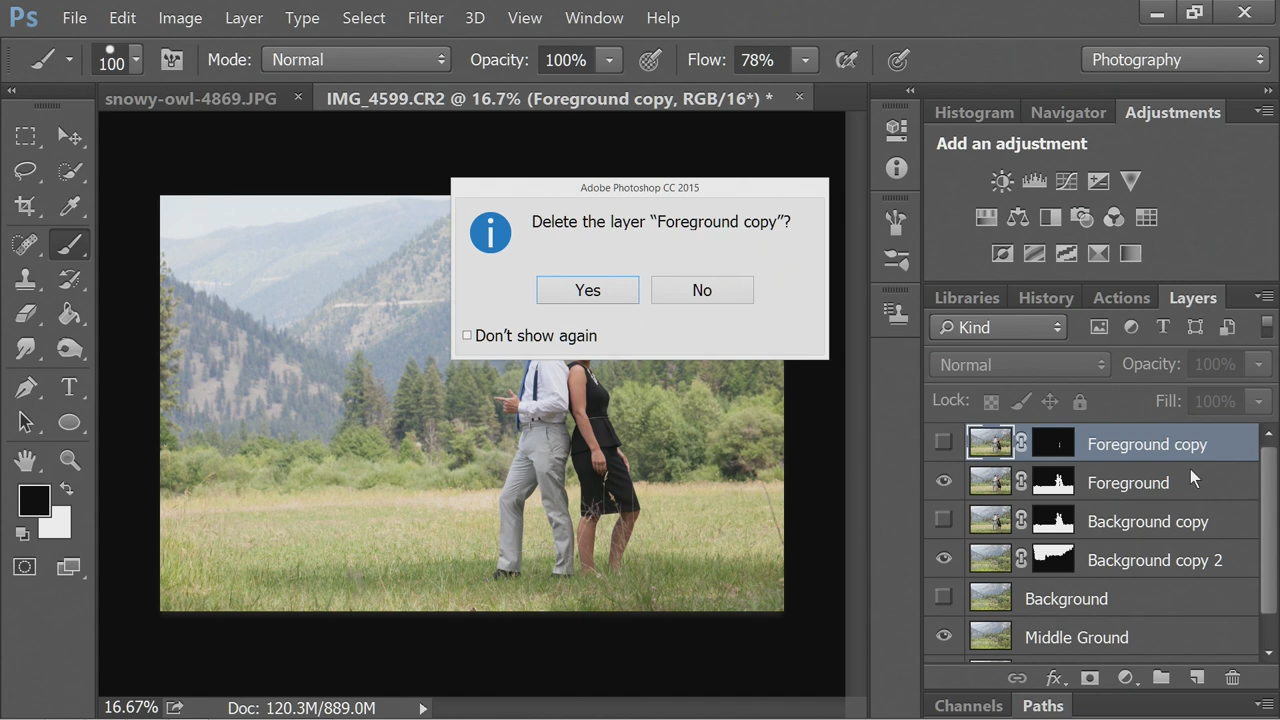 Ps File Edit Image Layer Type Select Filter 3D View Window Help
100 Mode: Normal Opacity: 100% Flow: 78% Photography
snowy-owl-4869.JPG × IMG_4599.CR2 @ 16.7% (Foreground copy, RGB/16*) * ×
Histogram Navigator Adjustments
Add an adjustment
Adobe Photoshop CC 2015
Delete the layer “Foreground copy”?
Yes No
Don’t show again
Libraries History Actions Layers
Kind
Normal Opacity: 100%
Lock: Fill: 100%
Foreground copy
Foreground
Background copy
Background copy 2
Background
Middle Ground
fx
16.67% Doc: 120.3M/889.0M
Channels Paths